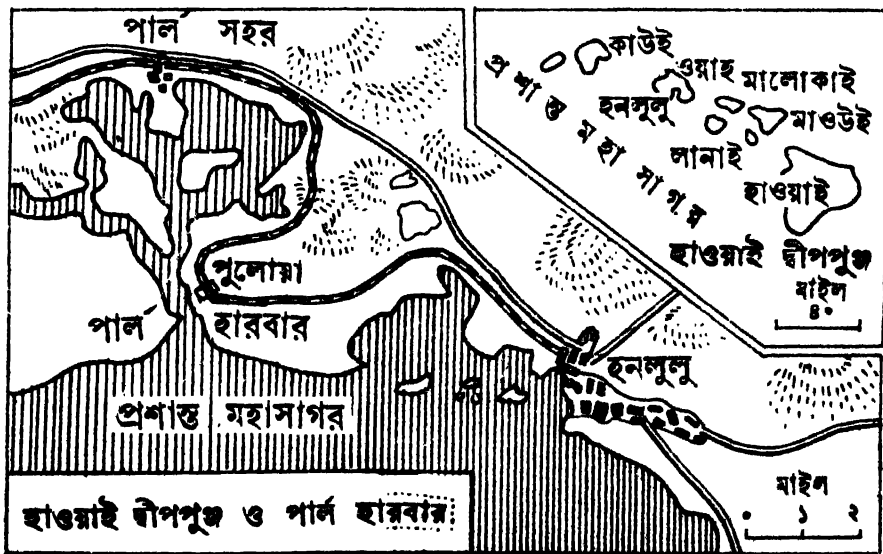 পার্ল সহর
পুলোয়া
পার্ল হারবার
প্রশান্ত মহাসাগর
হনলুলু
মাইল
০ ১ ২
হাওয়াই দ্বীপপুঞ্জ ও পার্ল হারবার
কাউই
ওয়াহু
হনলুলু
মালোকাই
মাওউই
লানাই
হাওয়াই
প্রশান্ত মহাসাগর
হাওয়াই দ্বীপপুঞ্জ
মাইল
৪০